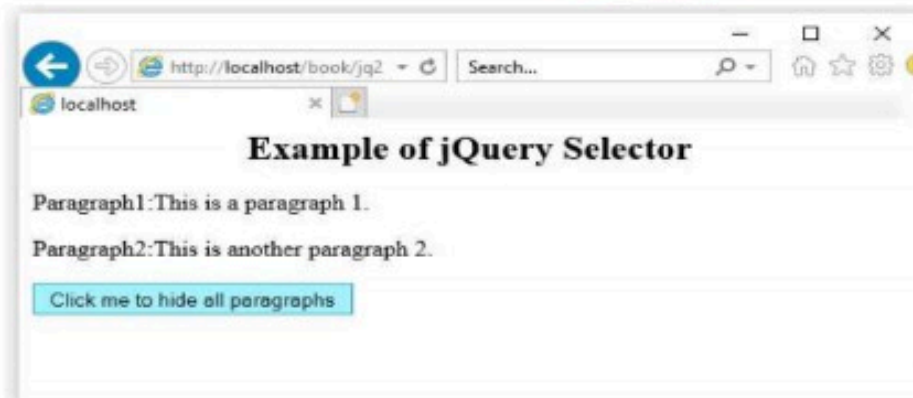 http://localhost/book/jq2
Search...
localhost
Example of jQuery Selector
Paragraph1:This is a paragraph 1.
Paragraph2:This is another paragraph 2.
Click me to hide all paragraphs